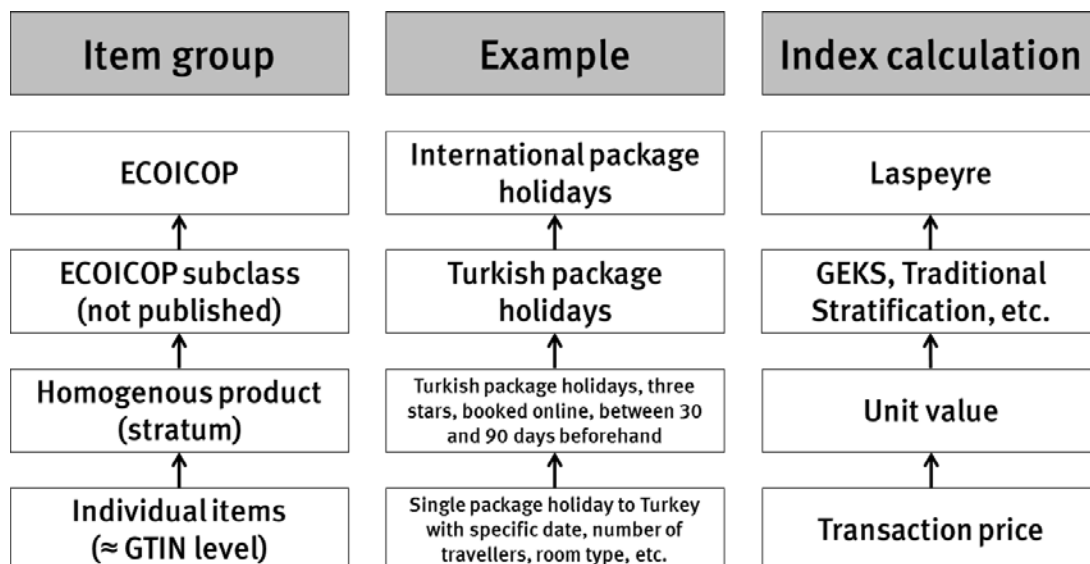 Item group
Example
Index calculation
ECOICOP
International package
holidays
Laspeyre
ECOICOP subclass
(not published)
Turkish package
holidays
GEKS, Traditional
Stratification, etc.
Homogenous product
(stratum)
Turkish package holidays, three
stars, booked online, between 30
and 90 days beforehand
Unit value
Individual items
(≈ GTIN level)
Single package holiday to Turkey
with specific date, number of
travellers, room type, etc.
Transaction price